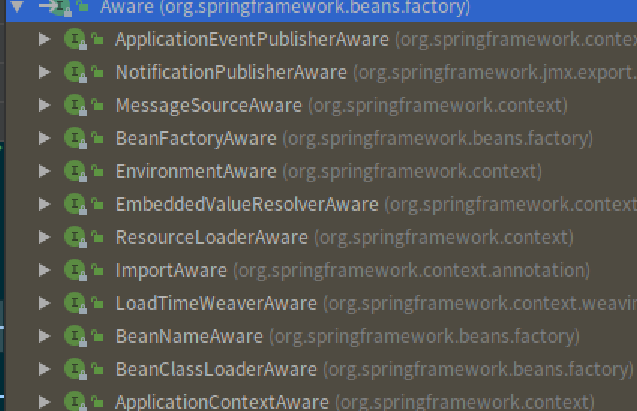 Aware (org.springframework.beans.factory)
ApplicationEventPublisherAware (org.springframework.contex
NotificationPublisherAware (org.springframework.jmx.export.
MessageSourceAware (org.springframework.context)
BeanFactoryAware (org.springframework.beans.factory)
EnvironmentAware (org.springframework.context)
EmbeddedValueResolverAware (org.springframework.context
ResourceLoaderAware (org.springframework.context)
ImportAware (org.springframework.context.annotation)
LoadTimeWeaverAware (org.springframework.context.weavin
BeanNameAware (org.springframework.beans.factory)
BeanClassLoaderAware (org.springframework.beans.factory)
ApplicationContextAware (org.springframework.context)